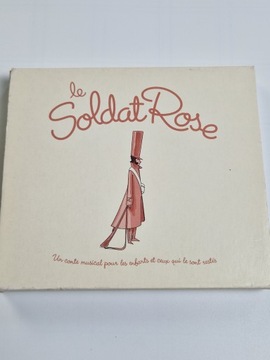 le
Soldat Rose
Un conte musical pour les enfants et ceux qui le sont restés